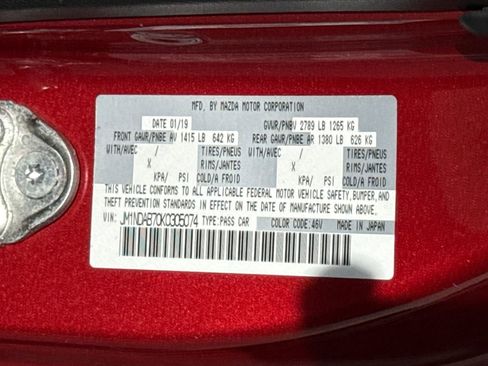 MFD. BY MAZDA MOTOR CORPORATION
DATE 01/19 GVWR/PNBV 2789 LB 1265 KG
FRONT GAWR/PNBE AV 1415 LB 642 KG REAR GAWR/PNBE AR 1380 LB 626 KG
WITH/AVEC / TIRES/PNEUS WITH/AVEC / TIRES/PNEUS
X RIMS/JANTES X RIMS/JANTES
KPA/ PSI COLD/A FROID KPA/ PSI COLD/A FROID
THIS VEHICLE CONFORMS TO ALL APPLICABLE FEDERAL MOTOR VEHICLE SAFETY, BUMPER, AND
THEFT PREVENTION STANDARDS IN EFFECT ON THE DATE OF MANUFACTURE SHOWN ABOVE.
VIN: JM1NDAB70K0305074 TYPE: PASS CAR COLOR CODE: 46V MADE IN JAPAN